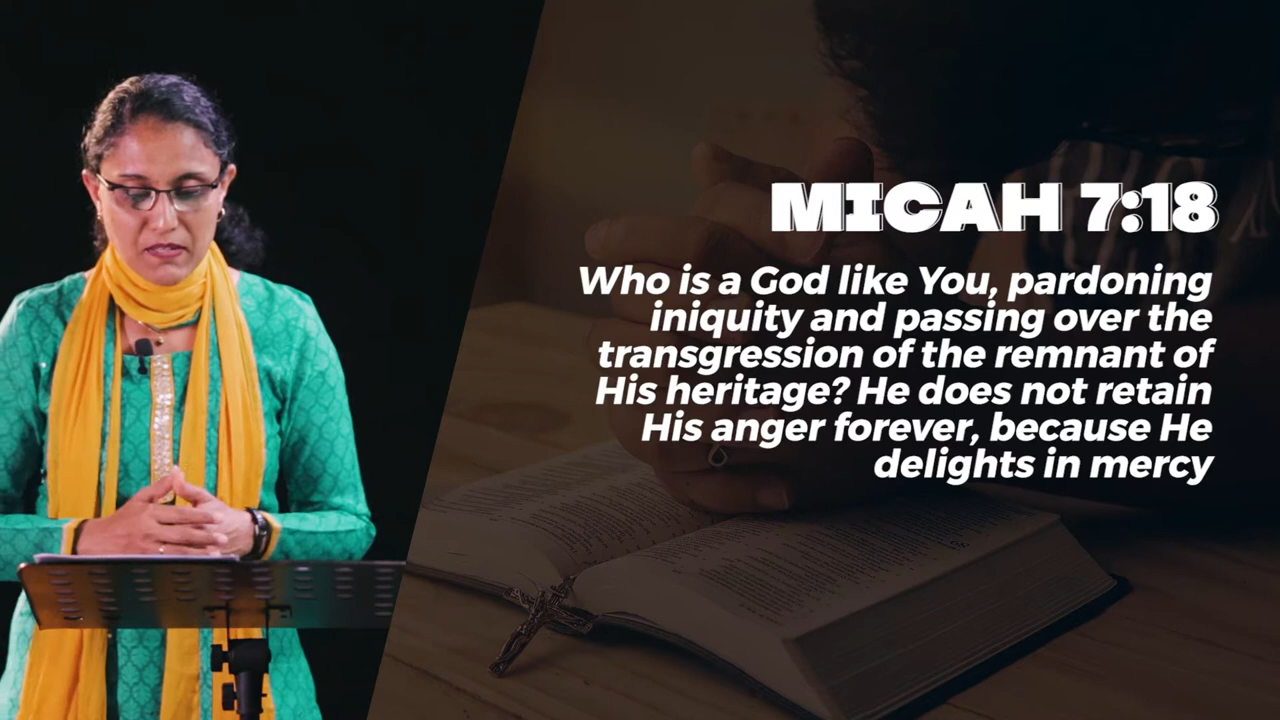 MICAH 7:18
Who is a God like You, pardoning
iniquity and passing over the
transgression of the remnant of
His heritage? He does not retain
His anger forever, because He
delights in mercy